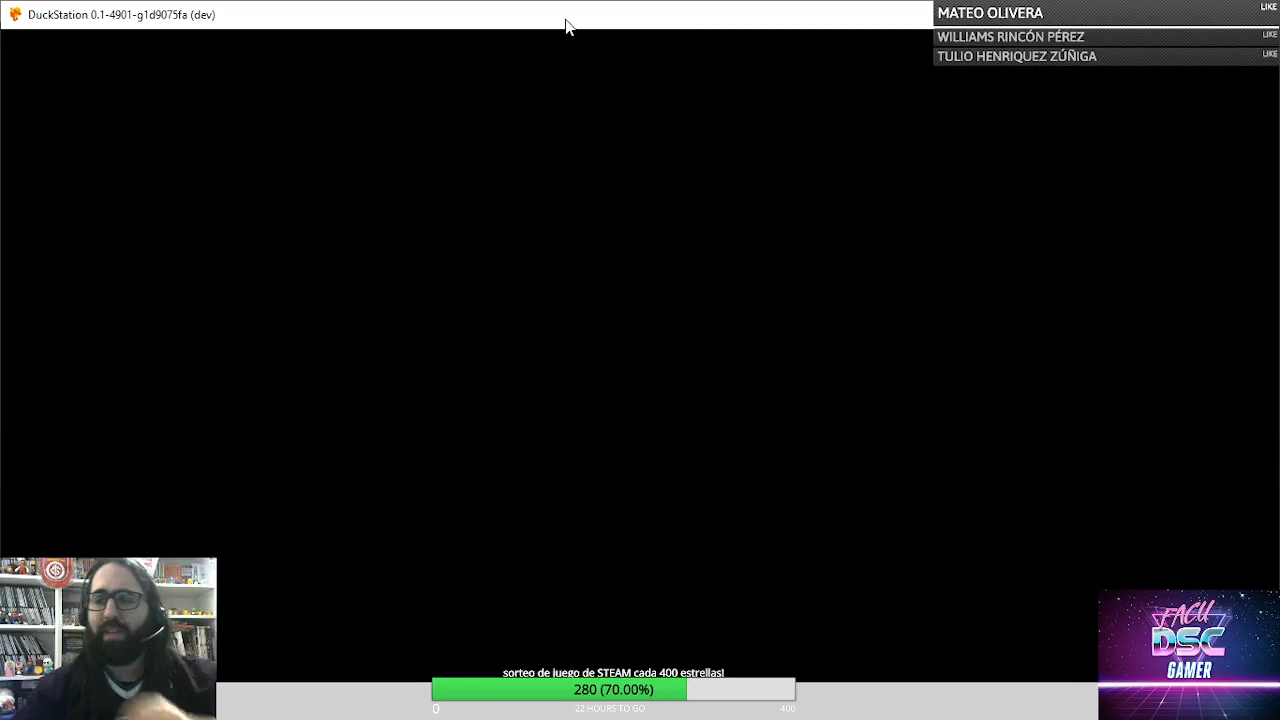 DuckStation 0.1-4901-g1d9075fa (dev)
MATEO OLIVERA LIKE
WILLIAMS RINCÓN PÉREZ LIKE
TULIO HENRIQUEZ ZÚÑIGA LIKE
sorteo de juego de STEAM cada 400 estrellas!
280 (70.00%)
0 22 HOURS TO GO 400
FACU
DSC
GAMER